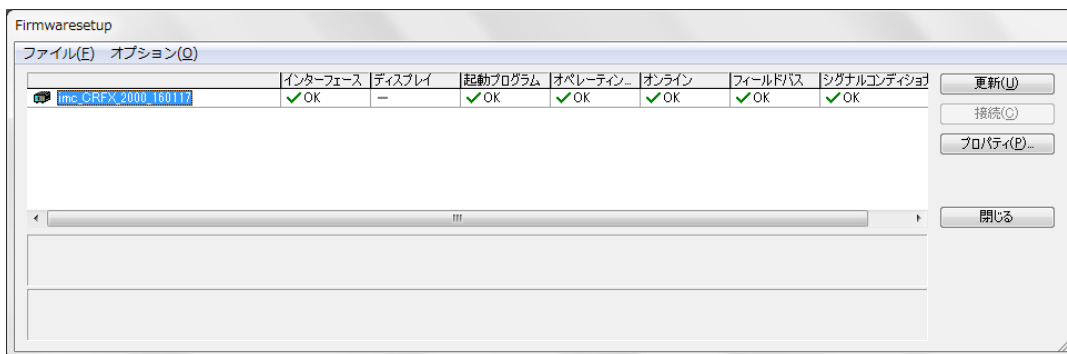 Firmwaresetup
ファイル(F) オプション(O)
インターフェース ディスプレイ 起動プログラム オペレーティン... オンライン フィールドバス シグナルコンディショナ
imc_CRFX_2000_160117 ✓OK — ✓OK ✓OK ✓OK ✓OK ✓OK
更新(U)
接続(C)
プロパティ(P)...
閉じる